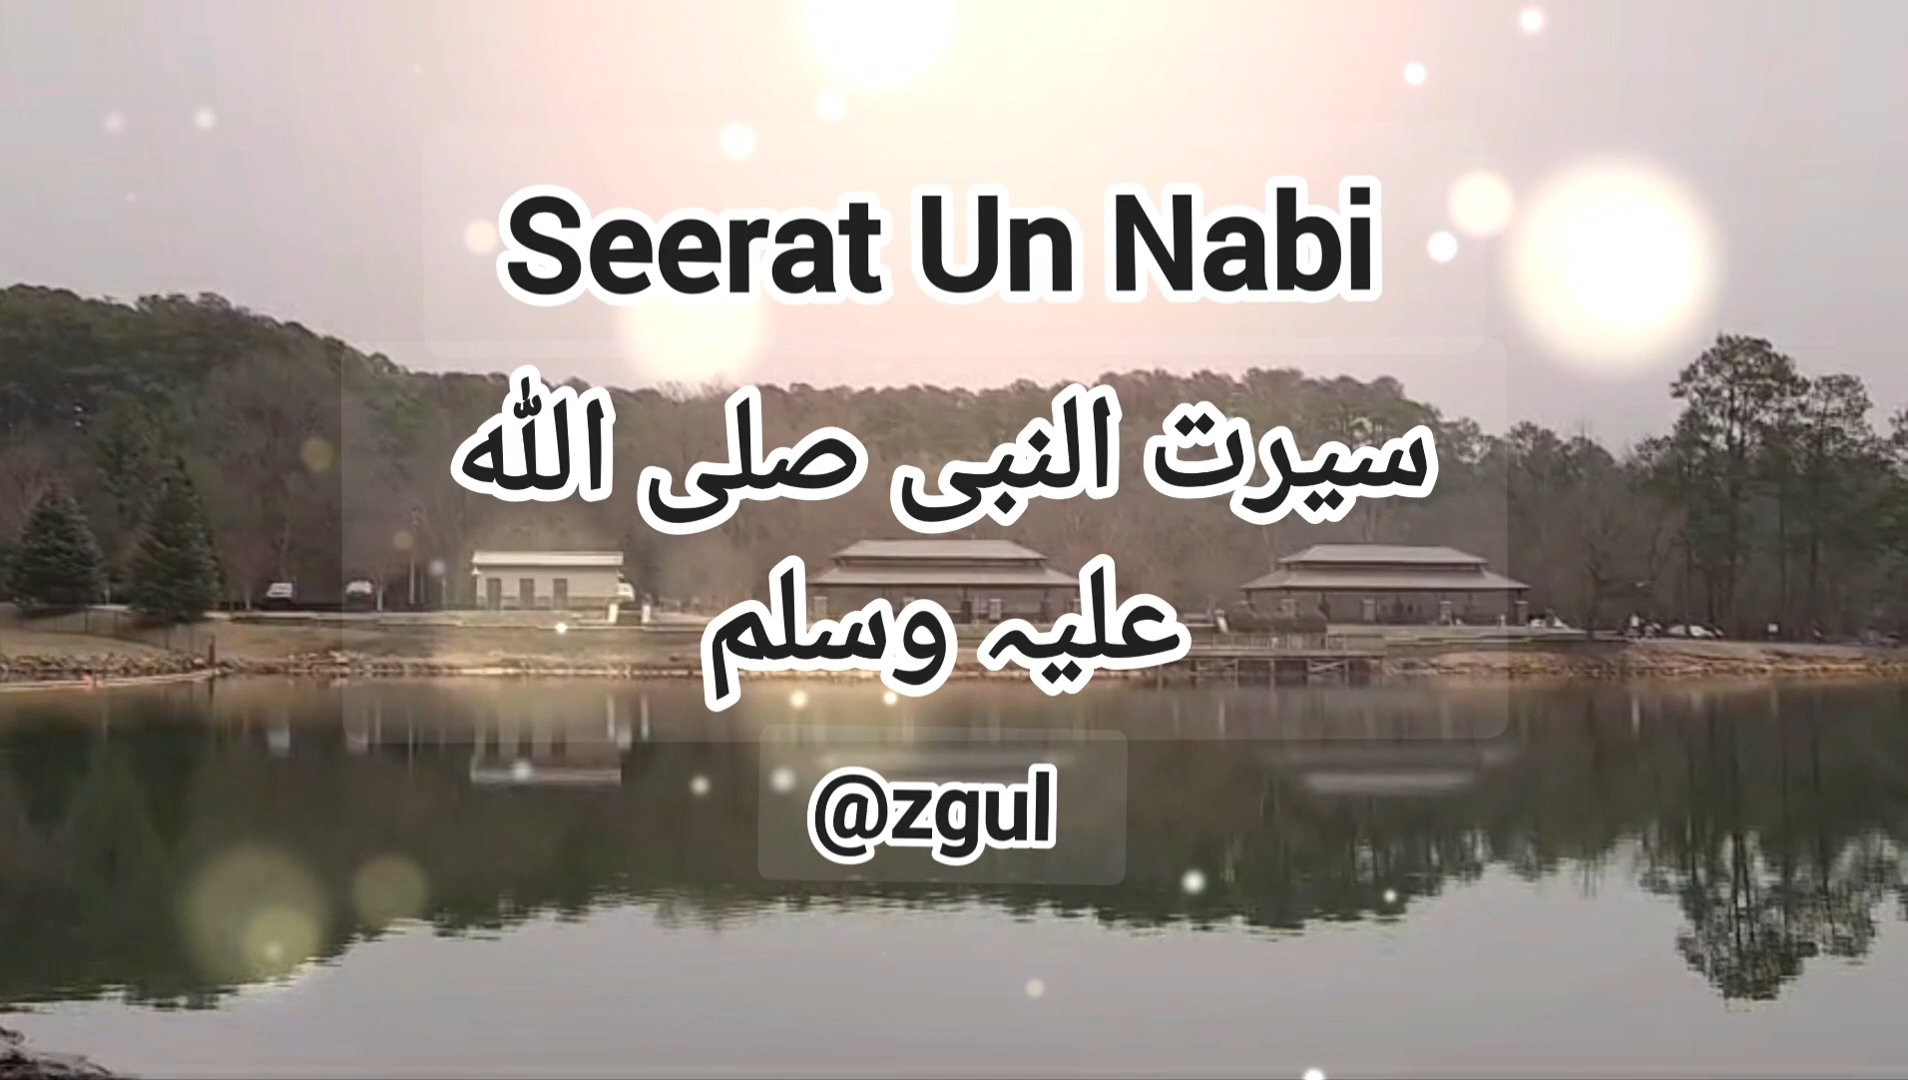 Seerat Un Nabi
سیرت النبی صلی اللہ
علیہ وسلم
@zgul